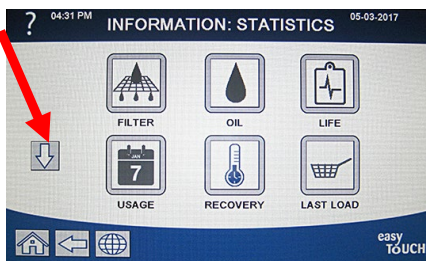 ?
04:31 PM
INFORMATION: STATISTICS
05-03-2017
FILTER
OIL
LIFE
JAN
7
USAGE
RECOVERY
LAST LOAD
easy
TOUCH